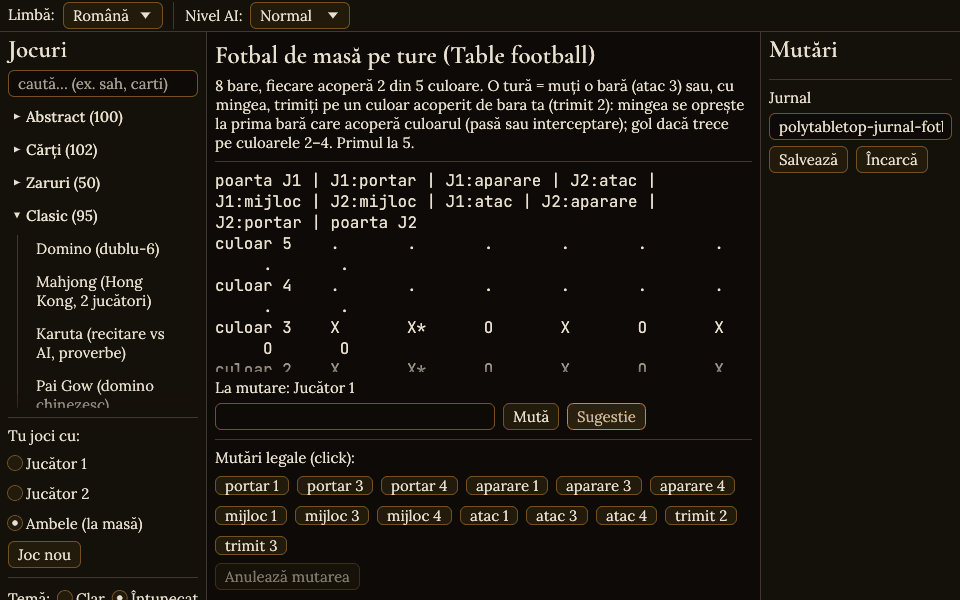 Limbă: Română ▼ Nivel AI: Normal ▼
Jocuri
caută... (ex. sah, carti)
▸ Abstract (100)
▸ Cărți (102)
▸ Zaruri (50)
▾ Clasic (95)
Domino (dublu-6)
Mahjong (Hong
Kong, 2 jucători)
Karuta (recitare vs
AI, proverbe)
Pai Gow (domino
chinezesc)
Tu joci cu:
Jucător 1
Jucător 2
Ambele (la masă)
Joc nou
Temă: Clar Întunecat
Fotbal de masă pe ture (Table football)
8 bare, fiecare acoperă 2 din 5 culoare. O tură = muți o bară (atac 3) sau, cu
mingea, trimiți pe un culoar acoperit de bara ta (trimit 2): mingea se oprește
la prima bară care acoperă culoarul (pasă sau interceptare); gol dacă trece
pe culoarele 2–4. Primul la 5.
poarta J1 | J1:portar | J1:aparare | J2:atac |
J1:mijloc | J2:mijloc | J1:atac | J2:aparare |
J2:portar | poarta J2
culoar 5 . . . . . .
. .
culoar 4 . . . . . .
. .
culoar 3 X X* O X O X
O O
culoar 2 X X* O X O X
La mutare: Jucător 1
Mută Sugestie
Mutări legale (click):
portar 1 portar 3 portar 4 aparare 1 aparare 3 aparare 4
mijloc 1 mijloc 3 mijloc 4 atac 1 atac 3 atac 4 trimit 2
trimit 3
Anulează mutarea
Mutări
Jurnal
polytabletop-jurnal-fotl
Salvează Încarcă